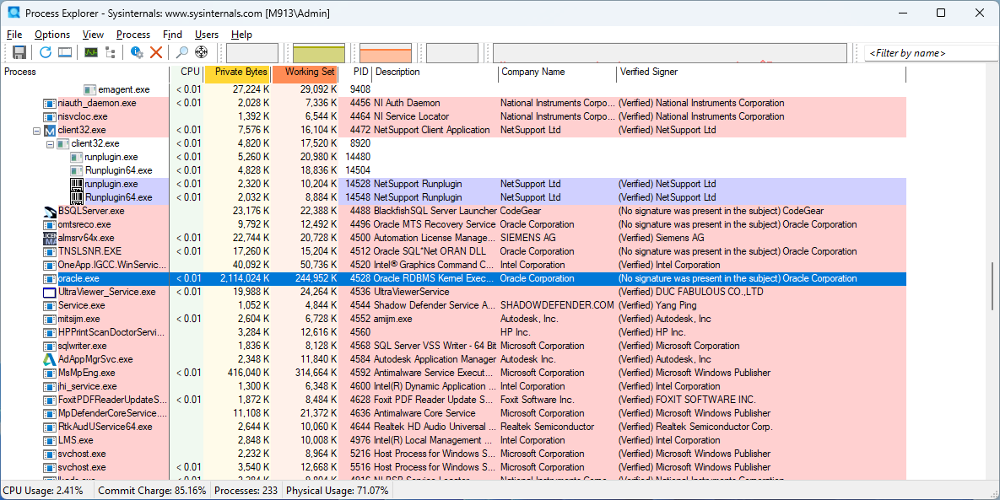 Process Explorer - Sysinternals: www.sysinternals.com [M913\Admin]
File Options View Process Find Users Help
<Filter by name>
Process CPU Private Bytes Working Set PID Description Company Name Verified Signer
emagent.exe < 0.01 27,224 K 29,092 K 9408
niauth_daemon.exe < 0.01 2,028 K 7,336 K 4456 NI Auth Daemon National Instruments Corpo... (Verified) National Instruments Corporation
nisvcloc.exe < 0.01 1,392 K 6,544 K 4464 NI Service Locator National Instruments Corpo... (Verified) National Instruments Corporation
client32.exe < 0.01 7,576 K 16,104 K 4472 NetSupport Client Application NetSupport Ltd (Verified) NetSupport Ltd
client32.exe < 0.01 4,820 K 17,520 K 8920
runplugin.exe < 0.01 5,260 K 20,980 K 14480
Runplugin64.exe < 0.01 4,828 K 18,836 K 14504
runplugin.exe < 0.01 2,320 K 10,204 K 14528 NetSupport Runplugin NetSupport Ltd (Verified) NetSupport Ltd
Runplugin64.exe < 0.01 2,032 K 8,884 K 14548 NetSupport Runplugin NetSupport Ltd (Verified) NetSupport Ltd
BSQLServer.exe 23,176 K 22,388 K 4488 BlackfishSQL Server Launcher CodeGear (No signature was present in the subject) CodeGear
omtsreco.exe 9,792 K 12,492 K 4496 Oracle MTS Recovery Service Oracle Corporation (No signature was present in the subject) Oracle Corporation
almsrv64x.exe < 0.01 22,744 K 20,728 K 4500 Automation License Manage... SIEMENS AG (Verified) Siemens AG
TNSLSNR.EXE < 0.01 17,260 K 15,204 K 4512 Oracle SQL*Net ORAN DLL Oracle Corporation (No signature was present in the subject) Oracle Corporation
OneApp.IGCC.WinServic... 40,092 K 50,736 K 4520 Intel® Graphics Command C... Intel Corporation (Verified) Intel Corporation
oracle.exe < 0.01 2,114,024 K 244,952 K 4528 Oracle RDBMS Kernel Exec... Oracle Corporation (No signature was present in the subject) Oracle Corporation
UltraViewer_Service.exe < 0.01 19,988 K 24,264 K 4536 UltraViewerService (Verified) DUC FABULOUS CO.,LTD
Service.exe 1,052 K 4,844 K 4544 Shadow Defender Service A... SHADOWDEFENDER.COM (Verified) Yang Ping
mitsijm.exe < 0.01 2,604 K 6,728 K 4552 amijm.exe Autodesk, Inc. (Verified) Autodesk, Inc
HPPrintScanDoctorServi... 3,284 K 12,616 K 4560 HP Inc. (Verified) HP Inc.
sqlwriter.exe 1,836 K 8,128 K 4568 SQL Server VSS Writer - 64 Bit Microsoft Corporation (Verified) Microsoft Corporation
AdAppMgrSvc.exe 2,348 K 11,840 K 4584 Autodesk Application Manager Autodesk Inc. (Verified) Autodesk, Inc
MsMpEng.exe < 0.01 416,040 K 314,664 K 4592 Antimalware Service Execut... Microsoft Corporation (Verified) Microsoft Windows Publisher
jhi_service.exe 1,300 K 6,348 K 4600 Intel(R) Dynamic Application ... Intel Corporation (Verified) Intel Corporation
FoxitPDFReaderUpdateS... < 0.01 1,872 K 8,484 K 4628 Foxit PDF Reader Update S... Foxit Software Inc. (Verified) FOXIT SOFTWARE INC.
MpDefenderCoreService.... 11,108 K 21,372 K 4636 Antimalware Core Service Microsoft Corporation (Verified) Microsoft Windows Publisher
RtkAudUService64.exe 2,644 K 10,060 K 4644 Realtek HD Audio Universal ... Realtek Semiconductor (Verified) Realtek Semiconductor Corp.
LMS.exe 2,848 K 10,008 K 4976 Intel(R) Local Management ... Intel Corporation (Verified) Intel Corporation
svchost.exe 2,232 K 8,964 K 5216 Host Process for Windows S... Microsoft Corporation (Verified) Microsoft Windows Publisher
svchost.exe < 0.01 3,540 K 12,668 K 5516 Host Process for Windows S... Microsoft Corporation (Verified) Microsoft Windows Publisher
CPU Usage: 2.41% Commit Charge: 85.16% Processes: 233 Physical Usage: 71.07%